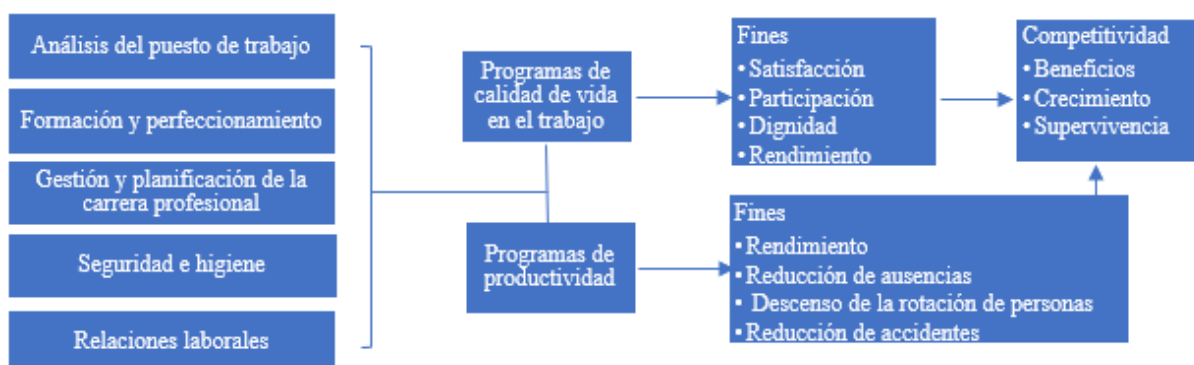 Análisis del puesto de trabajo
Formación y perfeccionamiento
Gestión y planificación de la
carrera profesional
Seguridad e higiene
Relaciones laborales
Programas de
calidad de vida
en el trabajo
Programas de
productividad
Fines
• Satisfacción
• Participación
• Dignidad
• Rendimiento
Fines
• Rendimiento
• Reducción de ausencias
• Descenso de la rotación de personas
• Reducción de accidentes
Competitividad
• Beneficios
• Crecimiento
• Supervivencia